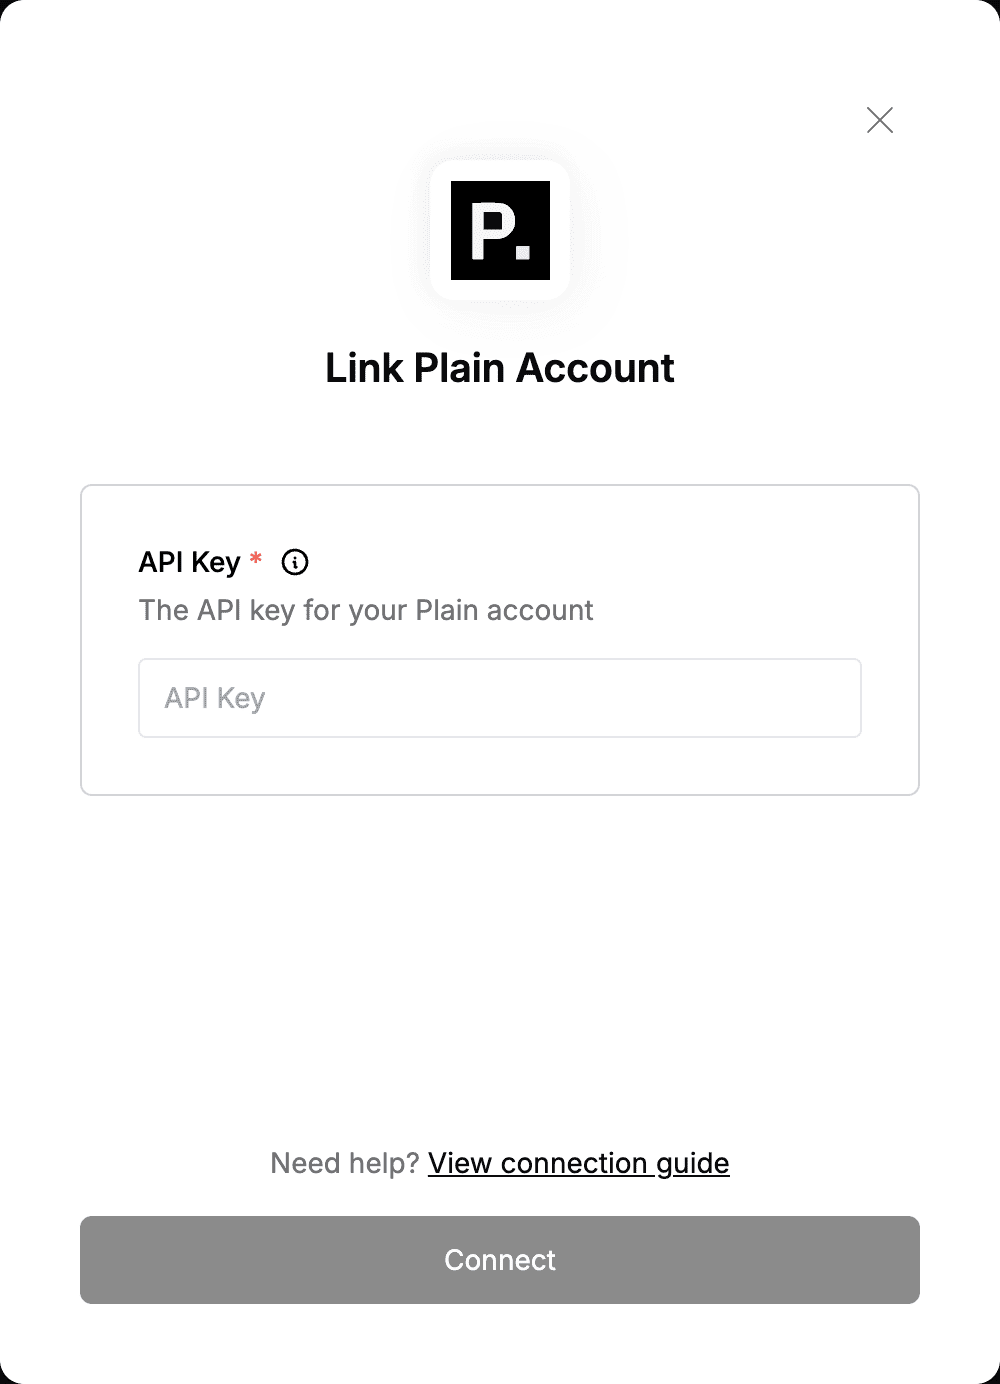 P.
Link Plain Account
API Key *
The API key for your Plain account
API Key
Need help? View connection guide
Connect